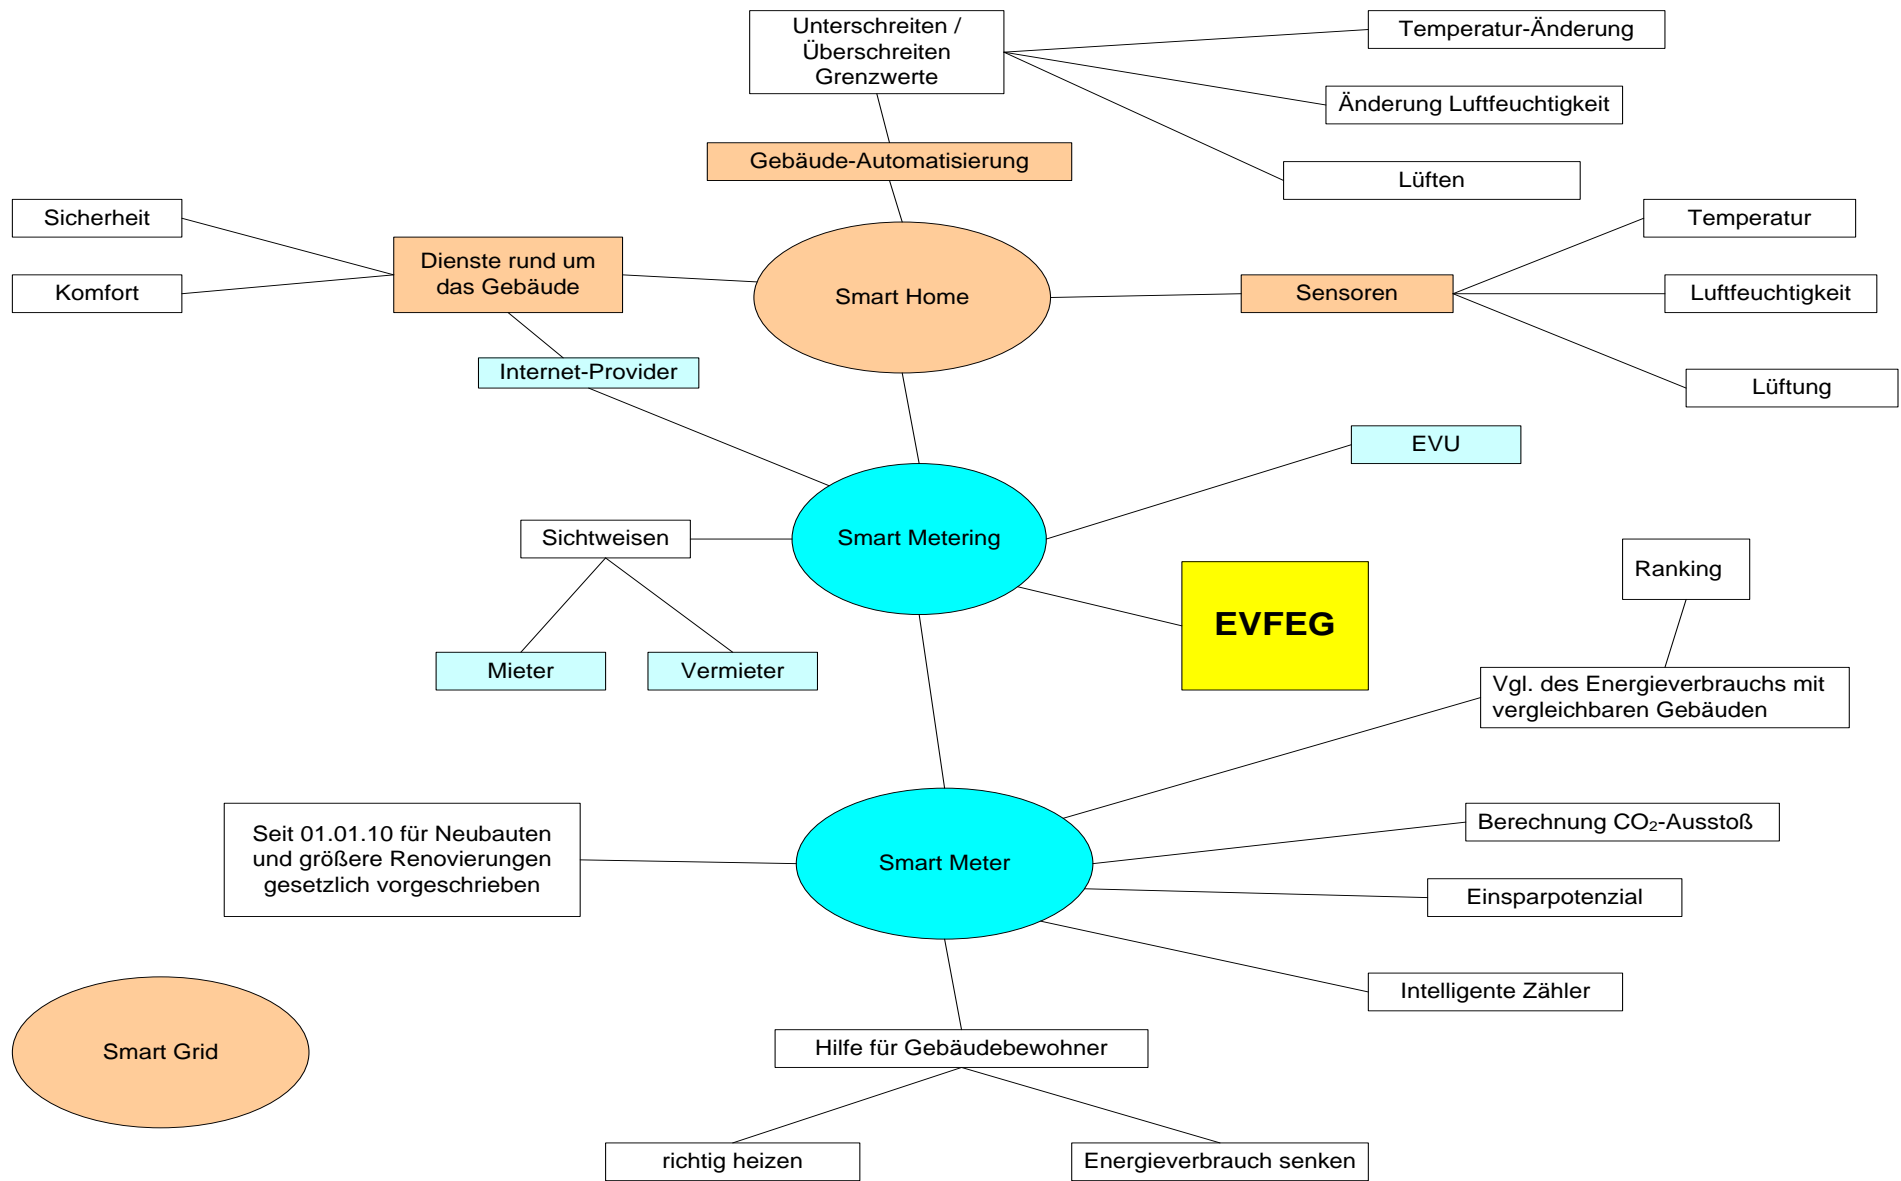 Unterschreiten /
Überschreiten
Grenzwerte
Temperatur-Änderung
Änderung Luftfeuchtigkeit
Gebäude-Automatisierung
Lüften
Sicherheit
Temperatur
Dienste rund um
das Gebäude
Komfort
Smart Home
Sensoren
Luftfeuchtigkeit
Internet-Provider
Lüftung
EVU
Sichtweisen
Smart Metering
Ranking
EVFEG
Mieter
Vermieter
Vgl. des Energieverbrauchs mit
vergleichbaren Gebäuden
Seit 01.01.10 für Neubauten
und größere Renovierungen
gesetzlich vorgeschrieben
Smart Meter
Berechnung CO₂-Ausstoß
Einsparpotenzial
Intelligente Zähler
Smart Grid
Hilfe für Gebäudebewohner
richtig heizen
Energieverbrauch senken